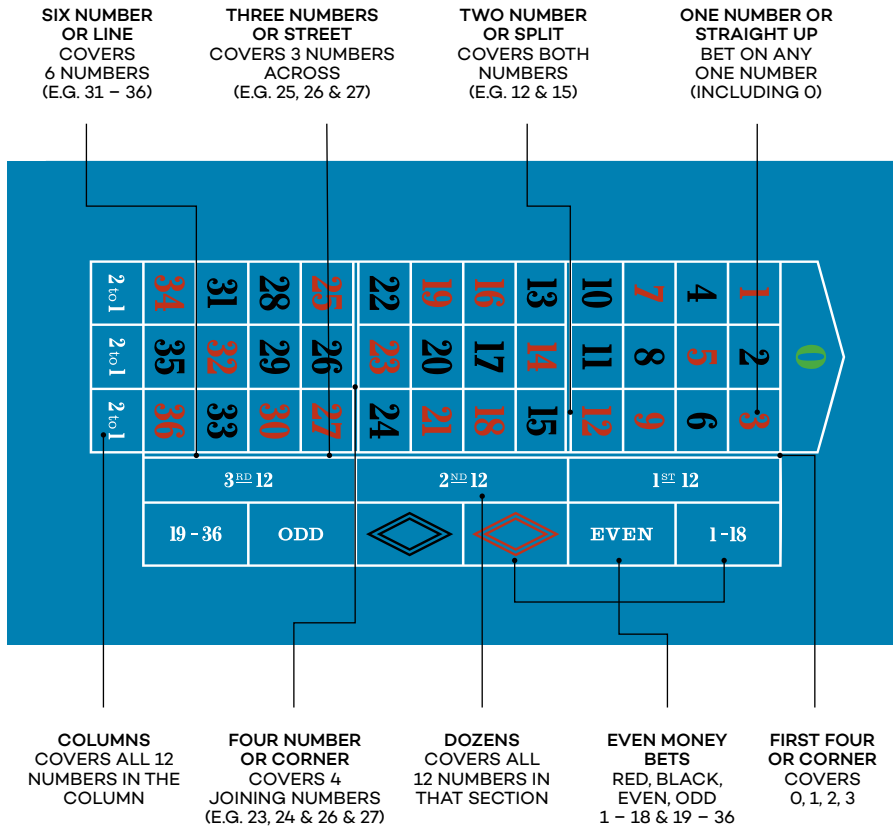 SIX NUMBER
OR LINE
COVERS
6 NUMBERS
(E.G. 31 – 36)
THREE NUMBERS
OR STREET
COVERS 3 NUMBERS
ACROSS
(E.G. 25, 26 & 27)
TWO NUMBER
OR SPLIT
COVERS BOTH
NUMBERS
(E.G. 12 & 15)
ONE NUMBER OR
STRAIGHT UP
BET ON ANY
ONE NUMBER
(INCLUDING 0)
2 to 1 34 31 28 25 22 19 16 13 10 7 4 1
2 to 1 35 32 29 26 23 20 17 14 11 8 5 2 0
2 to 1 36 33 30 27 24 21 18 15 12 9 6 3
3RD 12 2ND 12 1ST 12
19 - 36 ODD EVEN 1 - 18
COLUMNS
COVERS ALL 12
NUMBERS IN THE
COLUMN
FOUR NUMBER
OR CORNER
COVERS 4
JOINING NUMBERS
(E.G. 23, 24 & 26 & 27)
DOZENS
COVERS ALL
12 NUMBERS IN
THAT SECTION
EVEN MONEY
BETS
RED, BLACK,
EVEN, ODD
1 – 18 & 19 – 36
FIRST FOUR
OR CORNER
COVERS
0, 1, 2, 3